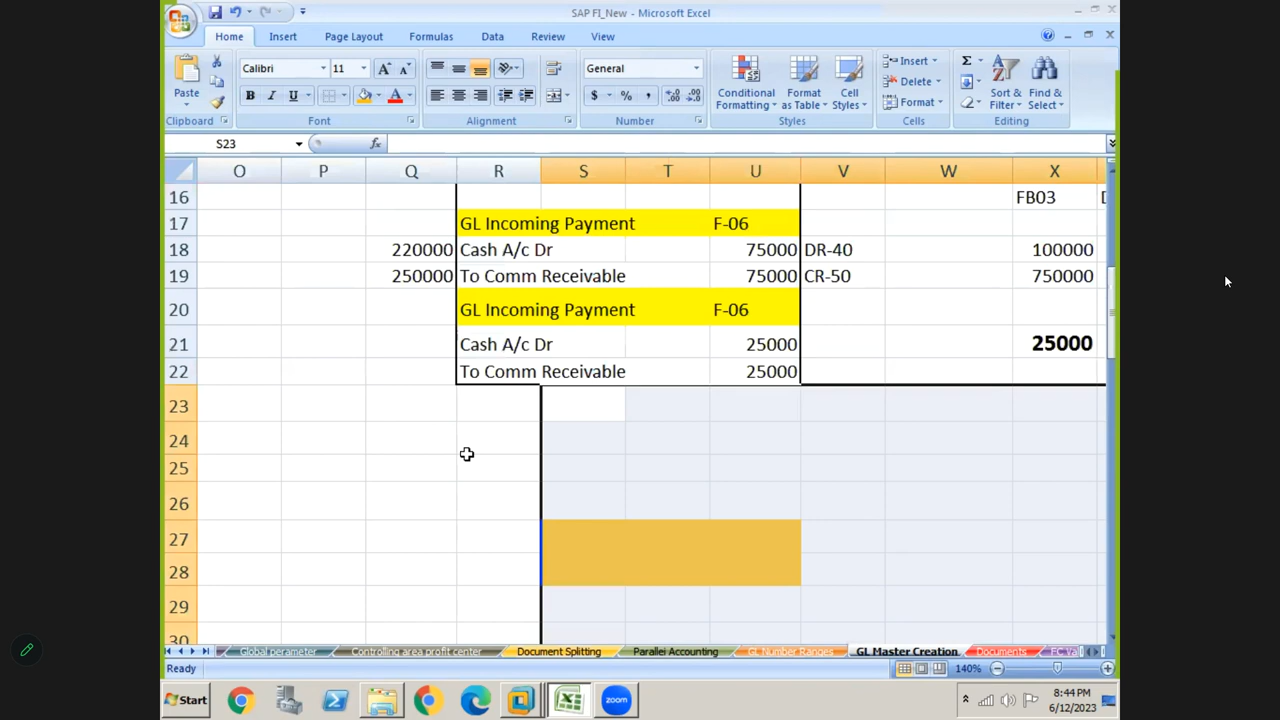 SAP FI_New - Microsoft Excel
Home Insert Page Layout Formulas Data Review View
Paste
Calibri 11
General
Conditional Formatting
Format as Table
Cell Styles
Insert
Delete
Format
Sort & Filter
Find & Select
Clipboard Font Alignment Number Styles Cells Editing
S23
O P Q R S T U V W X
16 FB03
17 GL Incoming Payment F-06
18 220000 Cash A/c Dr 75000 DR-40 100000
19 250000 To Comm Receivable 75000 CR-50 750000
20 GL Incoming Payment F-06
21 Cash A/c Dr 25000 25000
22 To Comm Receivable 25000
23
24
25
26
27
28
29
30
Global perameter Controlling area profit center Document Splitting Parallel Accounting GL Number Ranges GL Master Creation Documents FC Va
Ready 140%
Start zoom 8:44 PM
6/12/2023